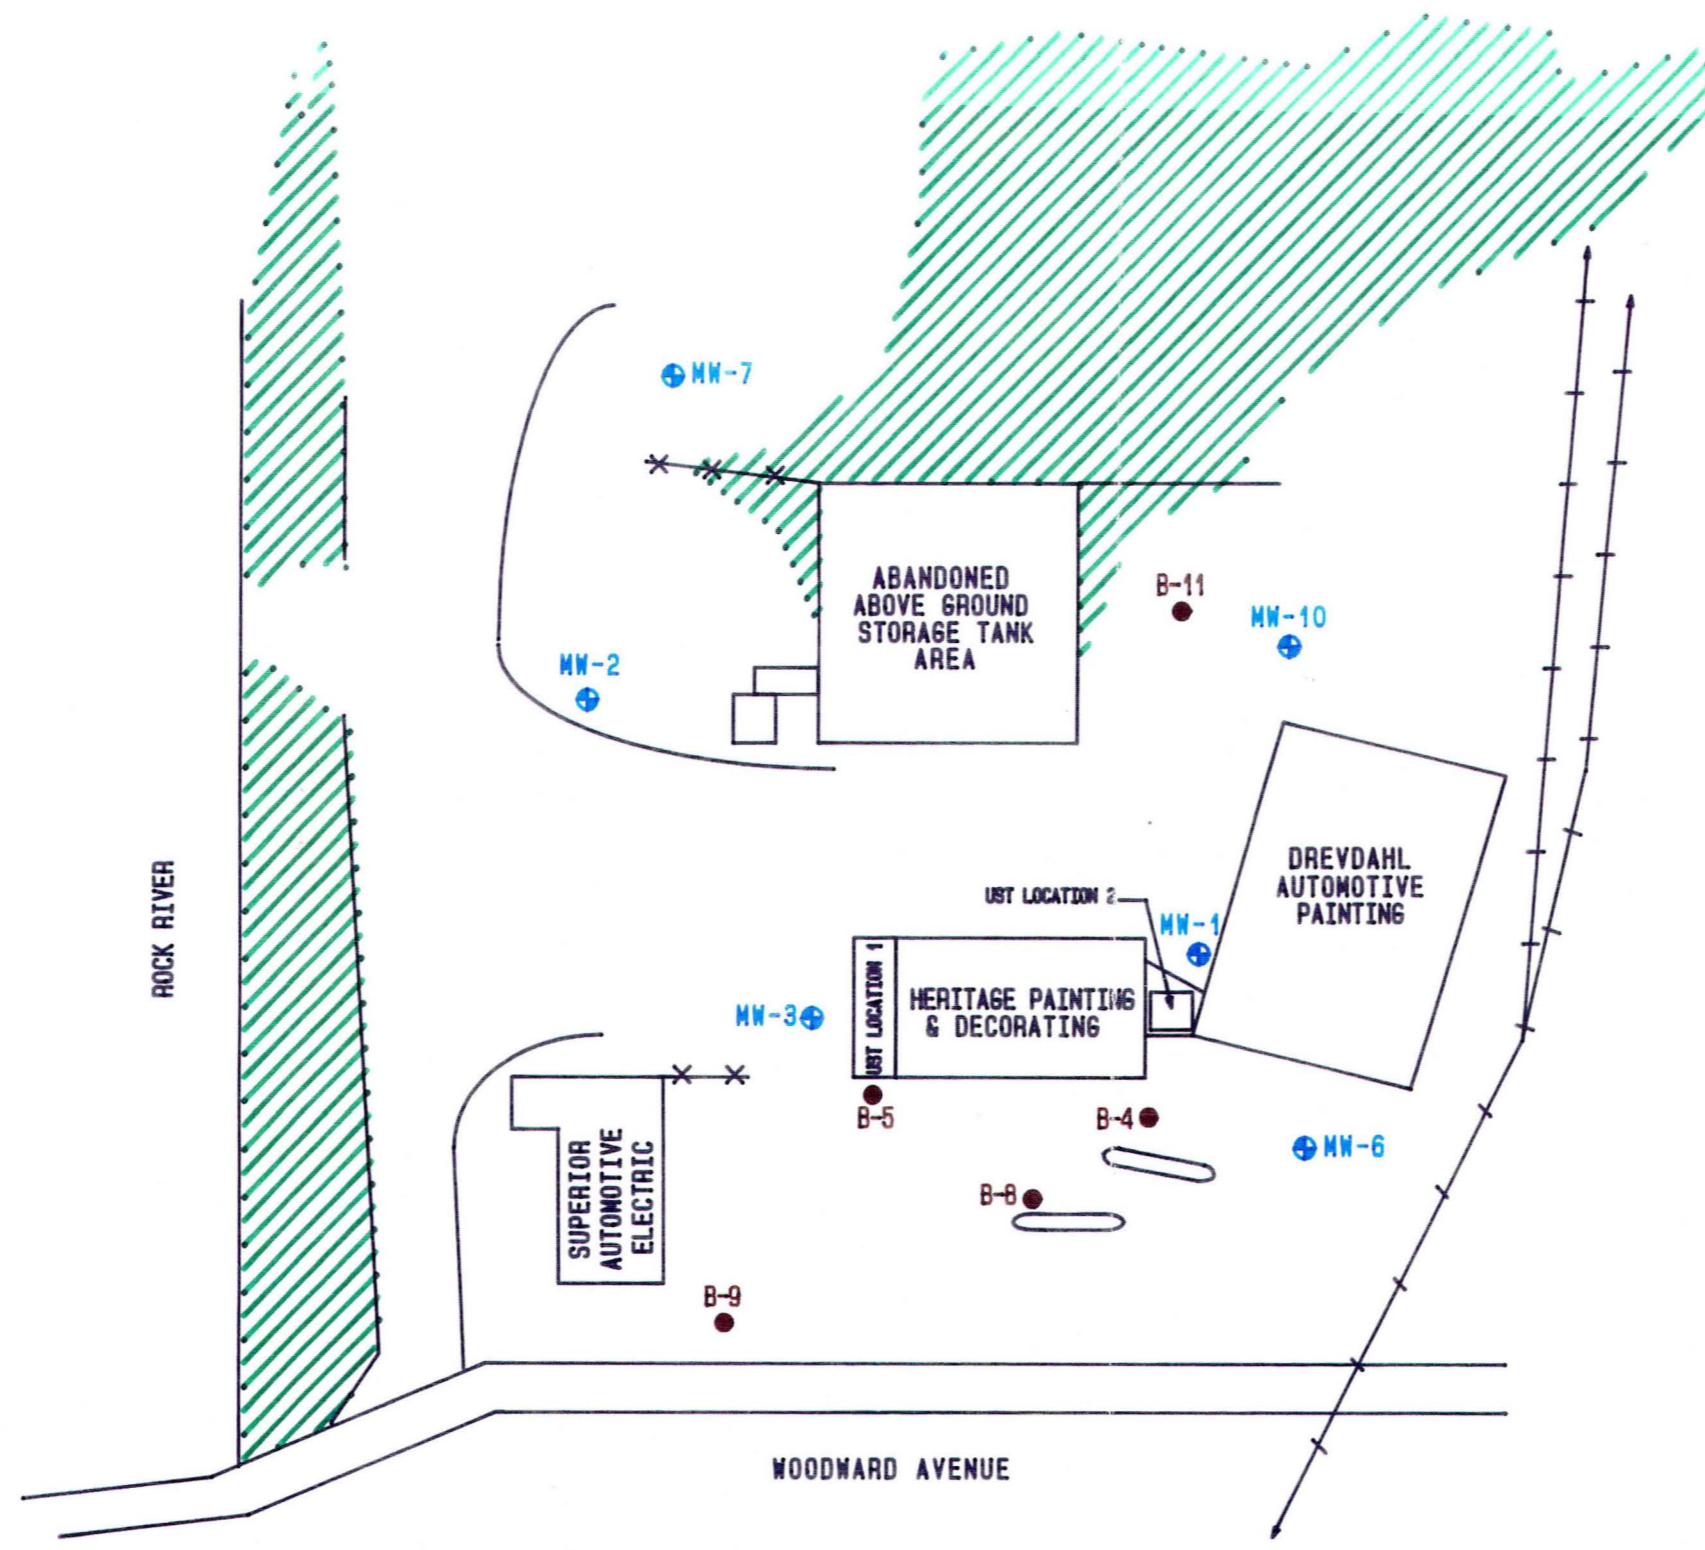 MW-7
ABANDONED
ABOVE GROUND
STORAGE TANK
AREA
B-11
MW-10
MW-2
DREVDAHL
AUTOMOTIVE
PAINTING
UST LOCATION 2
MW-1
ROCK RIVER
UST LOCATION 1
HERITAGE PAINTING
& DECORATING
MW-3
B-5
B-4
MW-6
SUPERIOR
AUTOMOTIVE
ELECTRIC
B-8
B-9
WOODWARD AVENUE